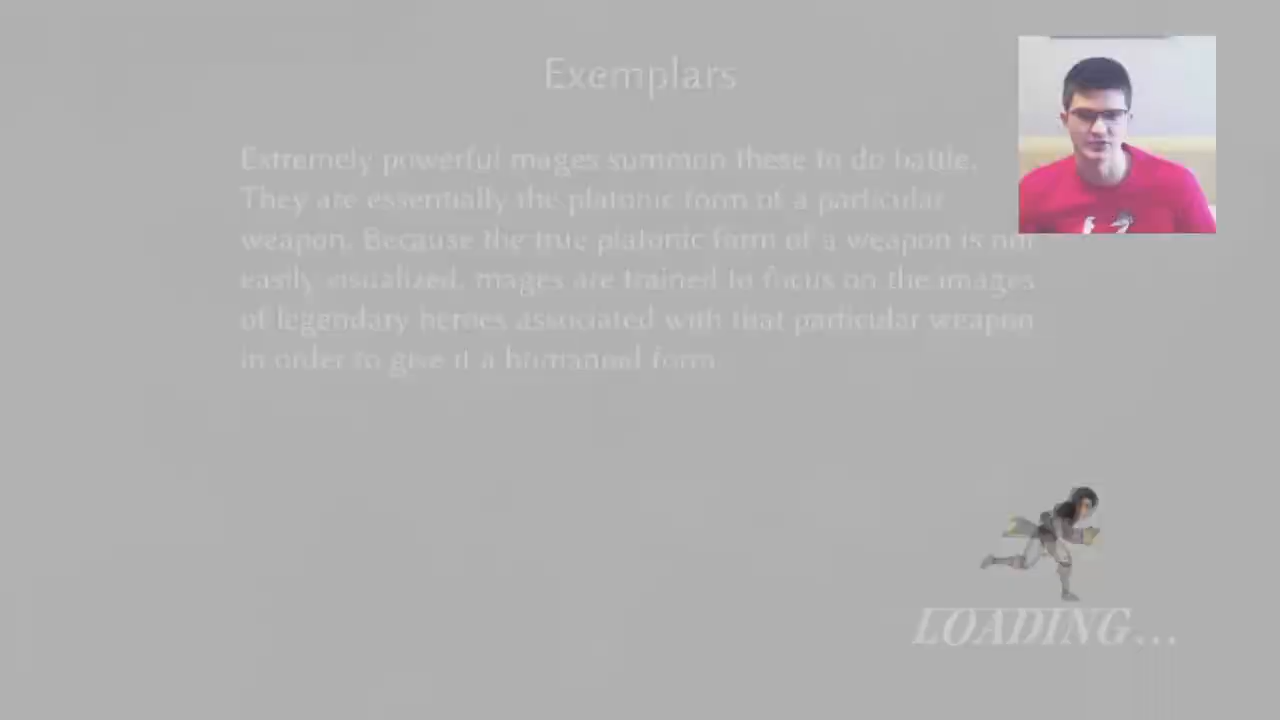 Exemplars
Extremely powerful mages summon these to do battle.
They are essentially the platonic form of a particular
weapon. Because the true platonic form of a weapon is not
easily visualized, mages are trained to focus on the images
of legendary heroes associated with that particular weapon
in order to give it a humanoid form.
LOADING...